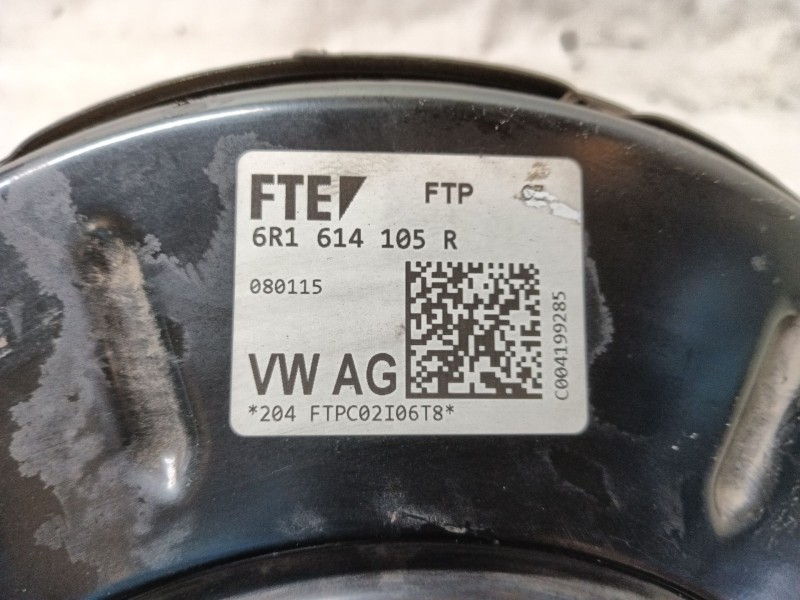 FTE FTP
6R1 614 105 R
080115
VW AG
*204 FTPC02I06T8*
C004199285